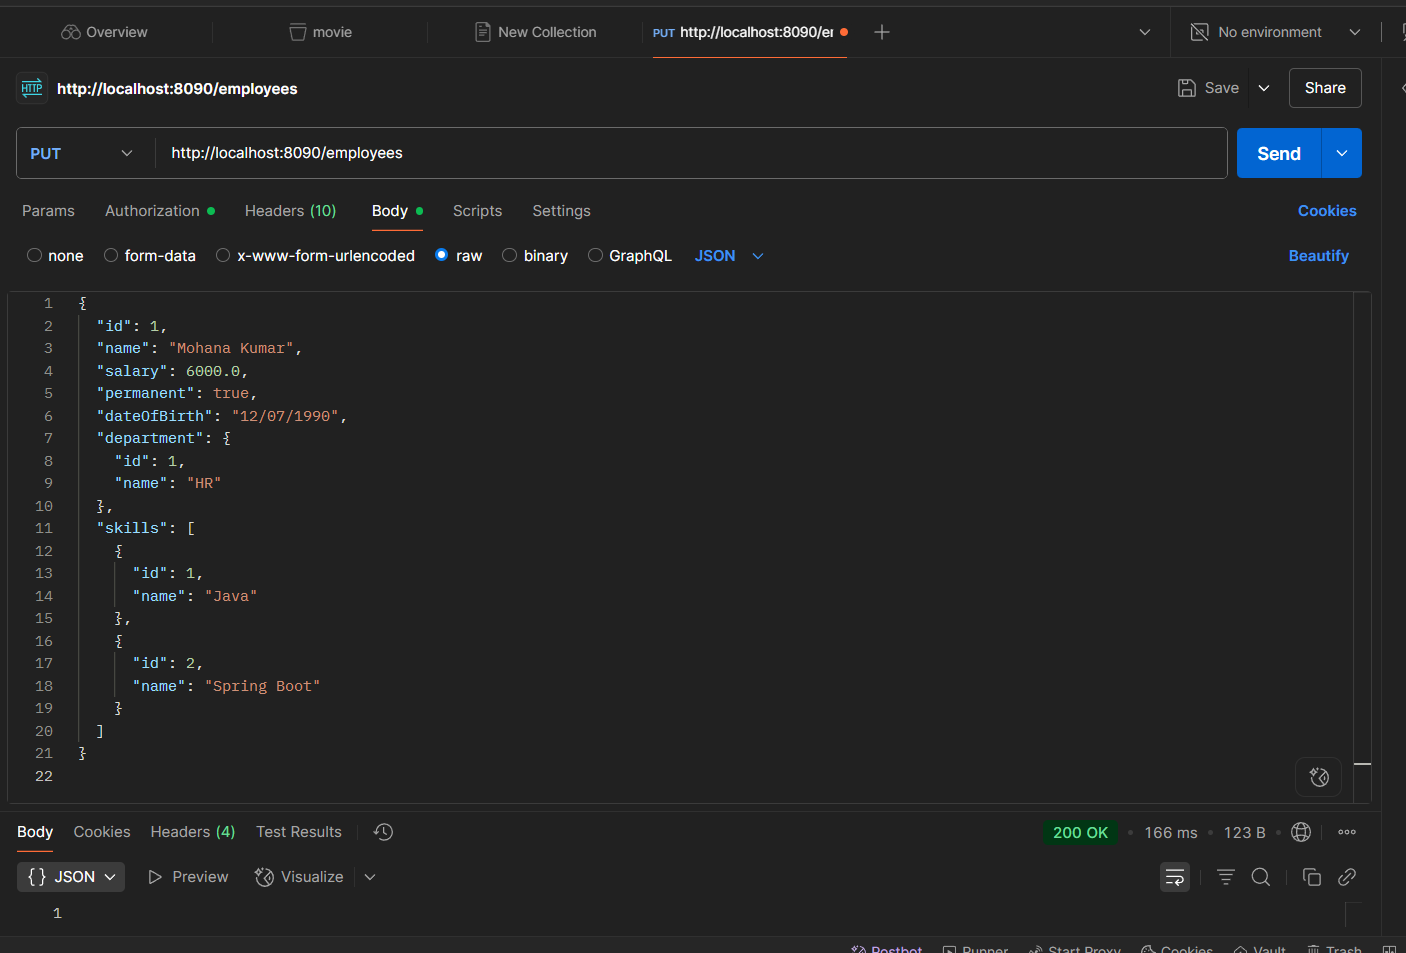 Overview movie New Collection PUT http://localhost:8090/er No environment
HTTP http://localhost:8090/employees Save Share
PUT http://localhost:8090/employees Send
Params Authorization Headers (10) Body Scripts Settings Cookies
none form-data x-www-form-urlencoded raw binary GraphQL JSON Beautify
1 {
2 "id": 1,
3 "name": "Mohana Kumar",
4 "salary": 6000.0,
5 "permanent": true,
6 "dateOfBirth": "12/07/1990",
7 "department": {
8 "id": 1,
9 "name": "HR"
10 },
11 "skills": [
12 {
13 "id": 1,
14 "name": "Java"
15 },
16 {
17 "id": 2,
18 "name": "Spring Boot"
19 }
20 ]
21 }
22
Body Cookies Headers (4) Test Results 200 OK • 166 ms • 123 B •
{} JSON Preview Visualize
1
Postbot Runner Start Proxy Cookies Vault Trash